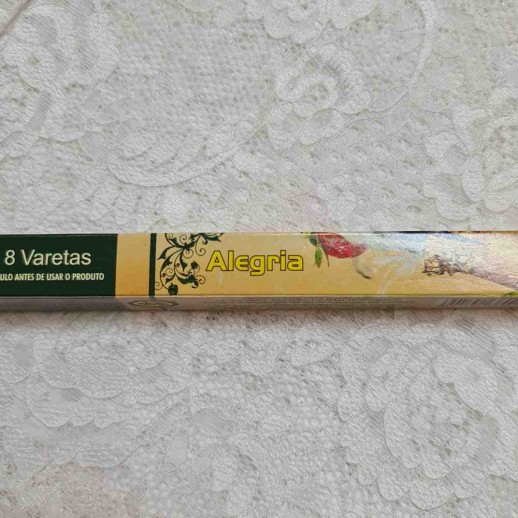 8 Varetas
ULO ANTES DE USAR O PRODUTO
Alegria